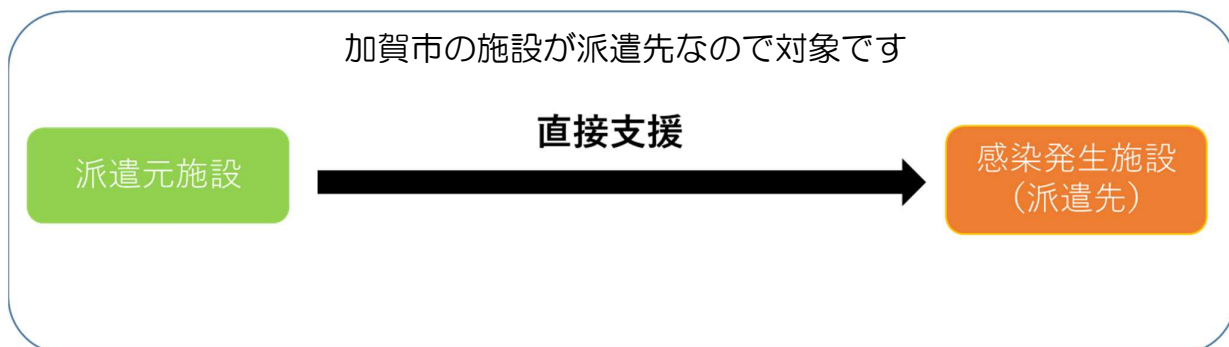 加賀市の施設が派遣先なので対象です
直接支援
派遣元施設
感染発生施設
（派遣先）